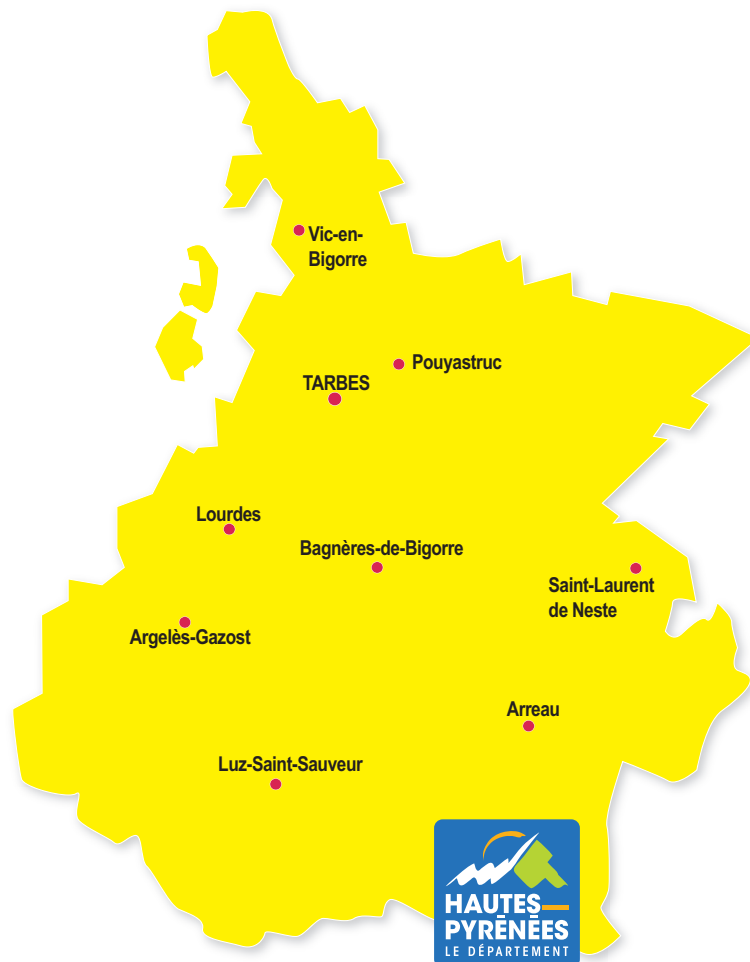 Vic-en-
Bigorre
Pouyastruc
TARBES
Lourdes
Bagnères-de-Bigorre
Saint-Laurent
de Neste
Argelès-Gazost
Arreau
Luz-Saint-Sauveur
HAUTES
PYRÉNÉES
LE DÉPARTEMENT